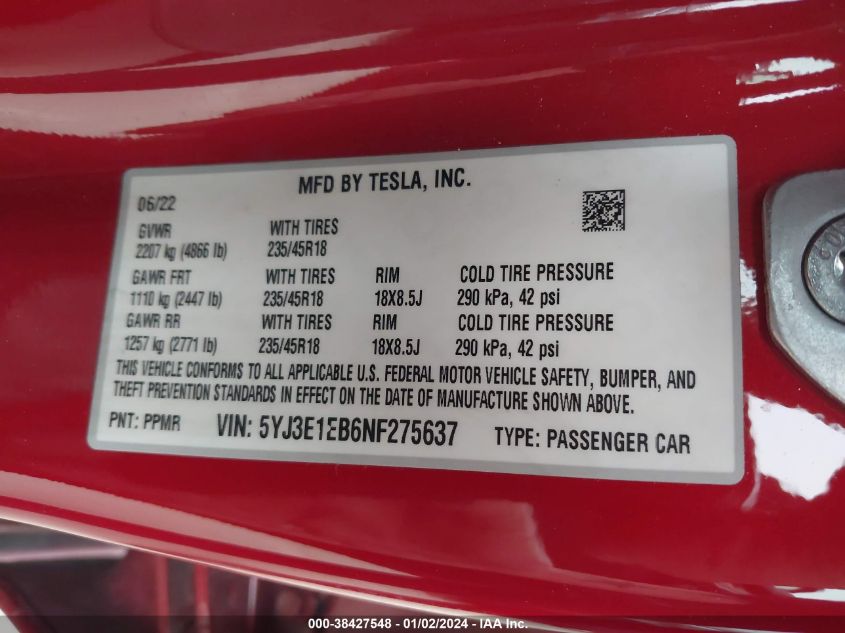 MFD BY TESLA, INC.
06/22
GVWR WITH TIRES
2207 kg (4866 lb) 235/45R18
GAWR FRT WITH TIRES RIM COLD TIRE PRESSURE
1110 kg (2447 lb) 235/45R18 18X8.5J 290 kPa, 42 psi
GAWR RR WITH TIRES RIM COLD TIRE PRESSURE
1257 kg (2771 lb) 235/45R18 18X8.5J 290 kPa, 42 psi
THIS VEHICLE CONFORMS TO ALL APPLICABLE U.S. FEDERAL MOTOR VEHICLE SAFETY, BUMPER, AND
THEFT PREVENTION STANDARDS IN EFFECT ON THE DATE OF MANUFACTURE SHOWN ABOVE.
PNT: PPMR VIN: 5YJ3E1EB6NF275637 TYPE: PASSENGER CAR
000-38427548 - 01/02/2024 - IAA Inc.